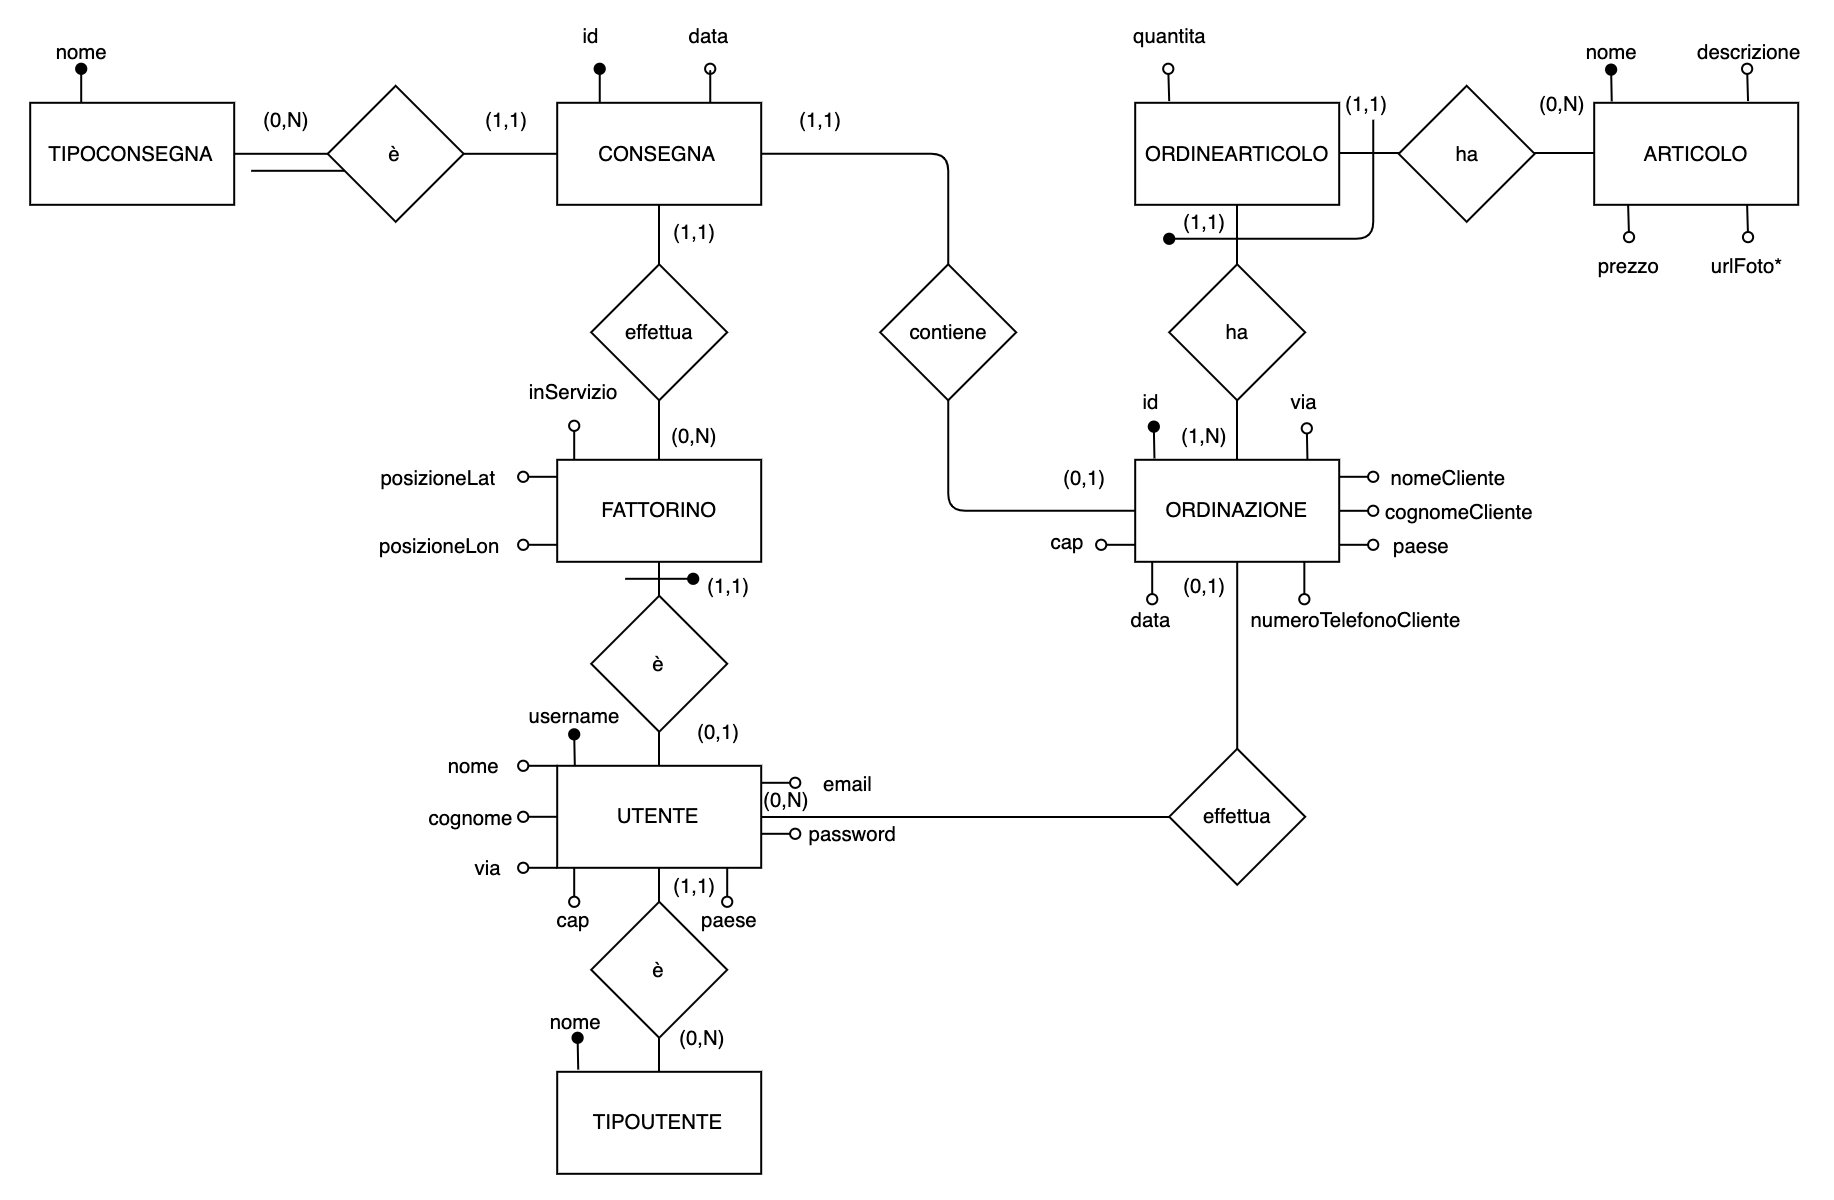 id
data
quantita
nome
nome
descrizione
(0,N)
(1,1)
(1,1)
(1,1)
(0,N)
TIPOCONSEGNA
è
CONSEGNA
ORDINEARTICOLO
ha
ARTICOLO
(1,1)
(1,1)
prezzo
urlFoto*
effettua
contiene
ha
inServizio
id
via
(0,N)
(1,N)
posizioneLat
(0,1)
nomeCliente
FATTORINO
ORDINAZIONE
cognomeCliente
posizioneLon
cap
paese
(1,1)
(0,1)
data
numeroTelefonoCliente
è
username
(0,1)
nome
email
(0,N)
cognome
UTENTE
effettua
password
via
(1,1)
cap
paese
è
nome
(0,N)
TIPOUTENTE